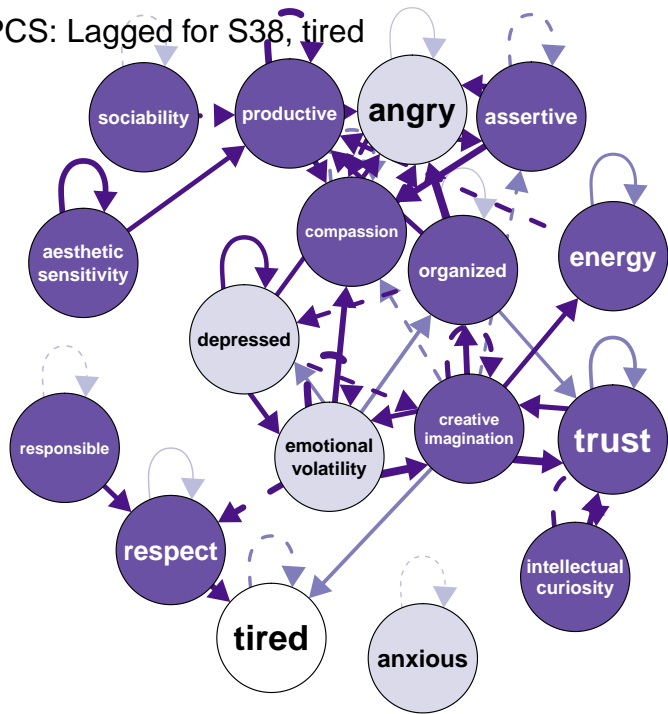 PCS: Lagged for S38, tired
sociability
productive
angry
assertive
aesthetic
sensitivity
compassion
organized
energy
depressed
responsible
emotional
volatility
creative
imagination
trust
respect
intellectual
curiosity
tired
anxious